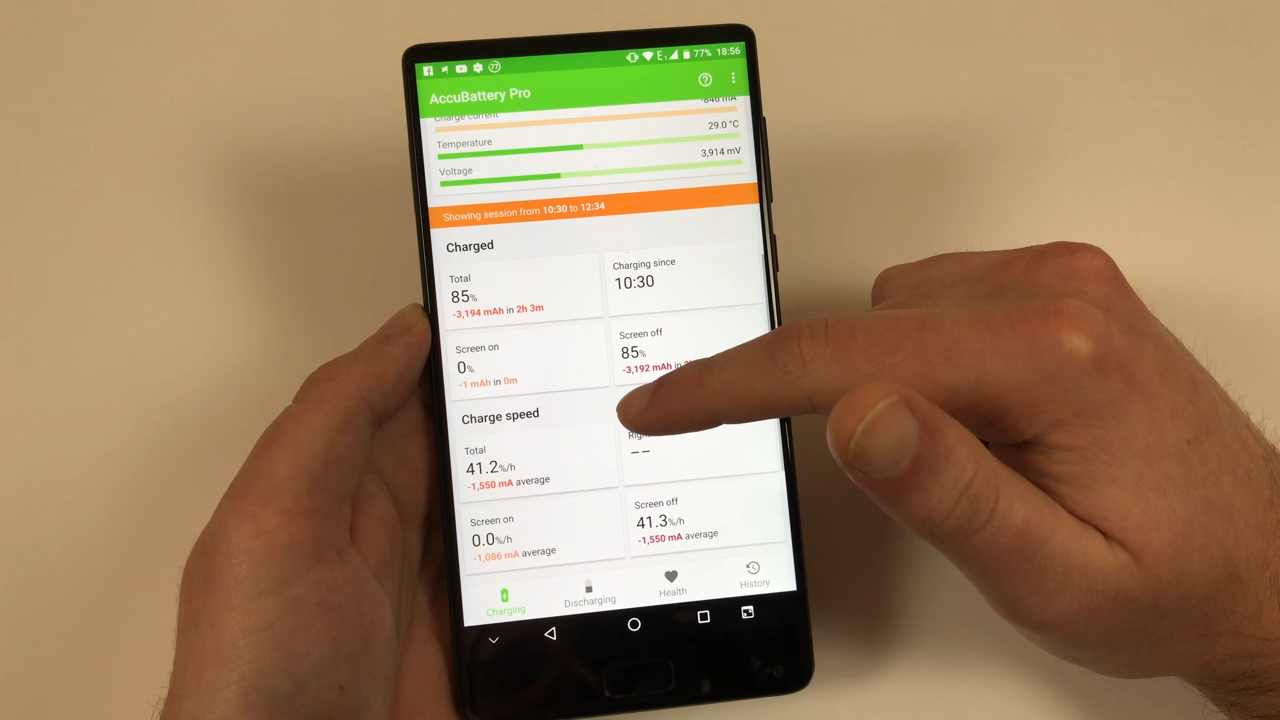 77
E
77% 18:56
AccuBattery Pro
Charge current
-846 mA
Temperature
29.0 °C
Voltage
3,914 mV
Showing session from 10:30 to 12:34
Charged
Total
85%
-3,194 mAh in 2h 3m
Charging since
10:30
Screen on
0%
-1 mAh in 0m
Screen off
85%
-3,192 mAh in
Charge speed
Total
41.2%/h
-1,550 mA average
--
Screen on
0.0%/h
-1,086 mA average
Screen off
41.3%/h
-1,550 mA average
Charging
Discharging
Health
History